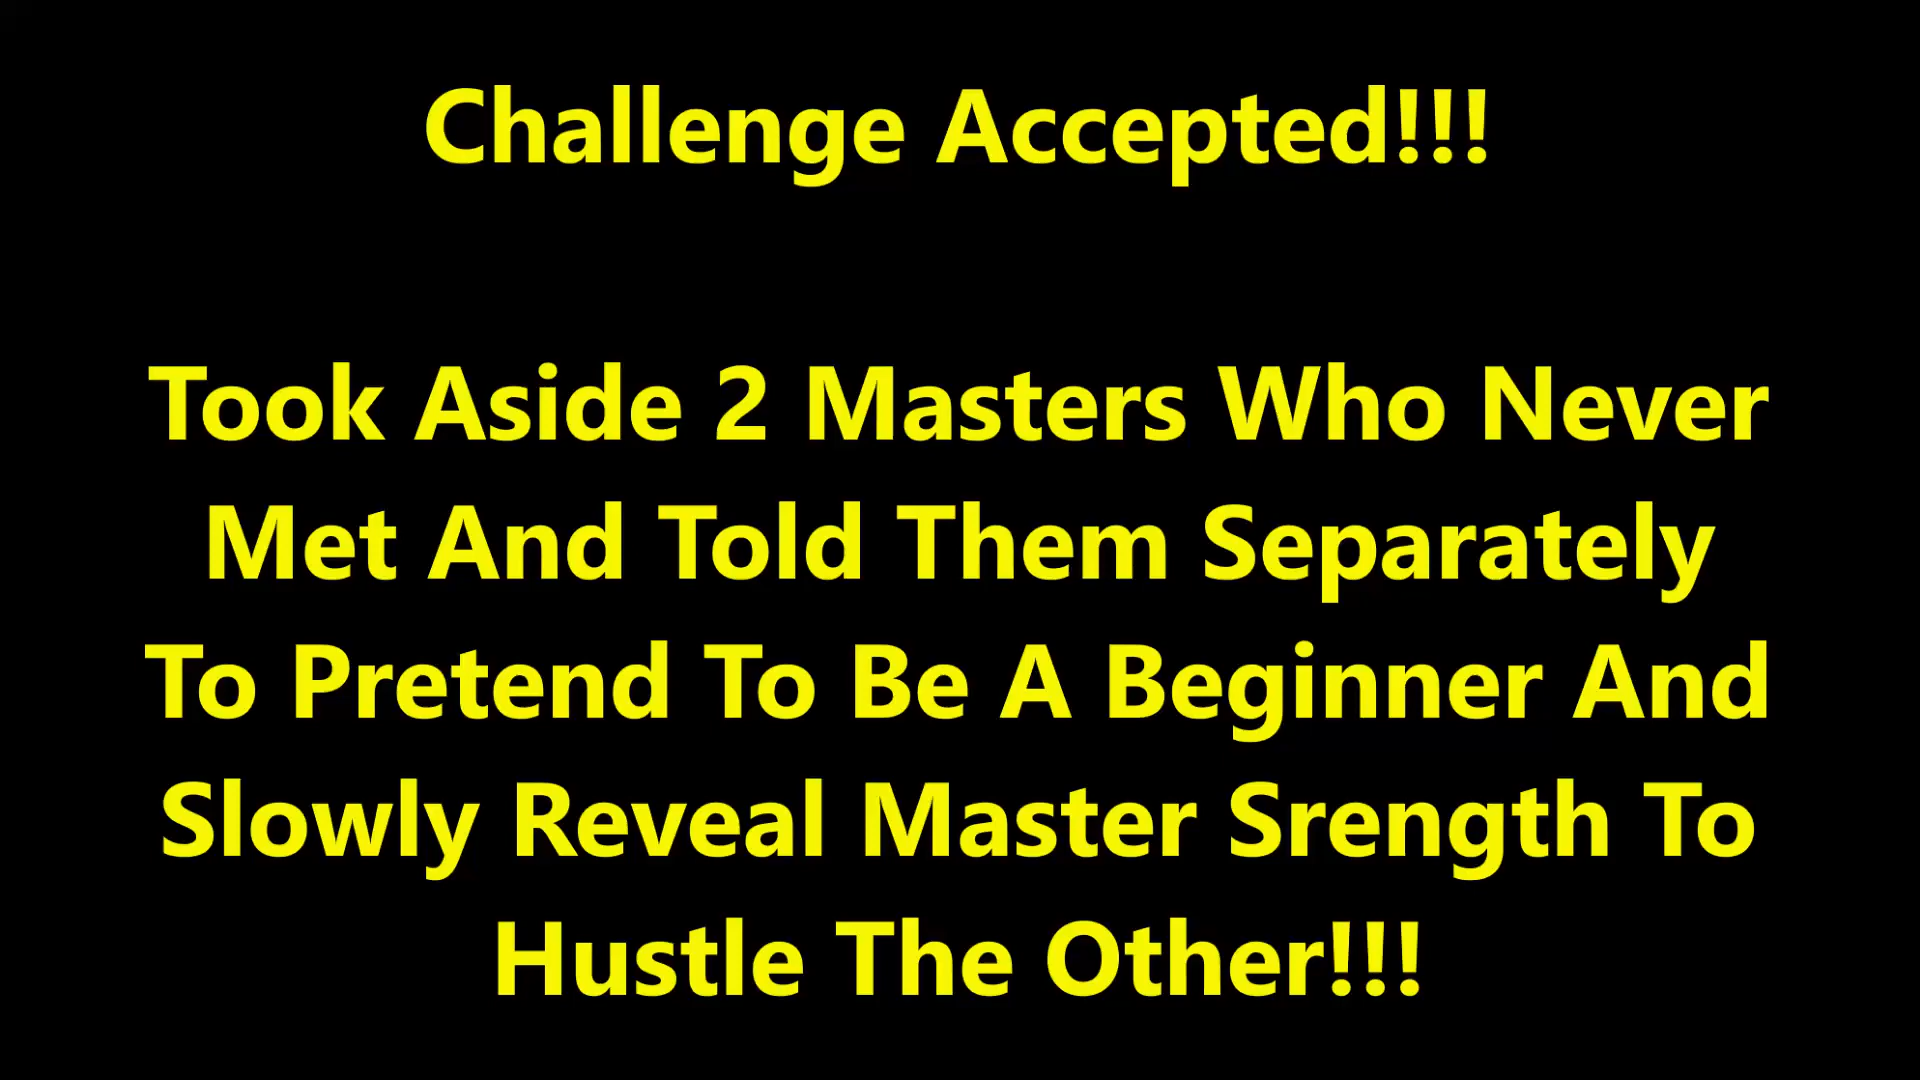 Challenge Accepted!!!
Took Aside 2 Masters Who Never
Met And Told Them Separately
To Pretend To Be A Beginner And
Slowly Reveal Master Srength To
Hustle The Other!!!